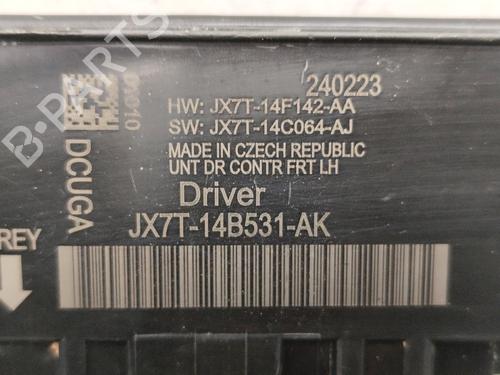 240223
HW: JX7T-14F142-AA
SW: JX7T-14C064-AJ
MADE IN CZECH REPUBLIC
UNT DR CONTR FRT LH
Driver
JX7T-14B531-AK
DCUGA
REY
B-PARTS